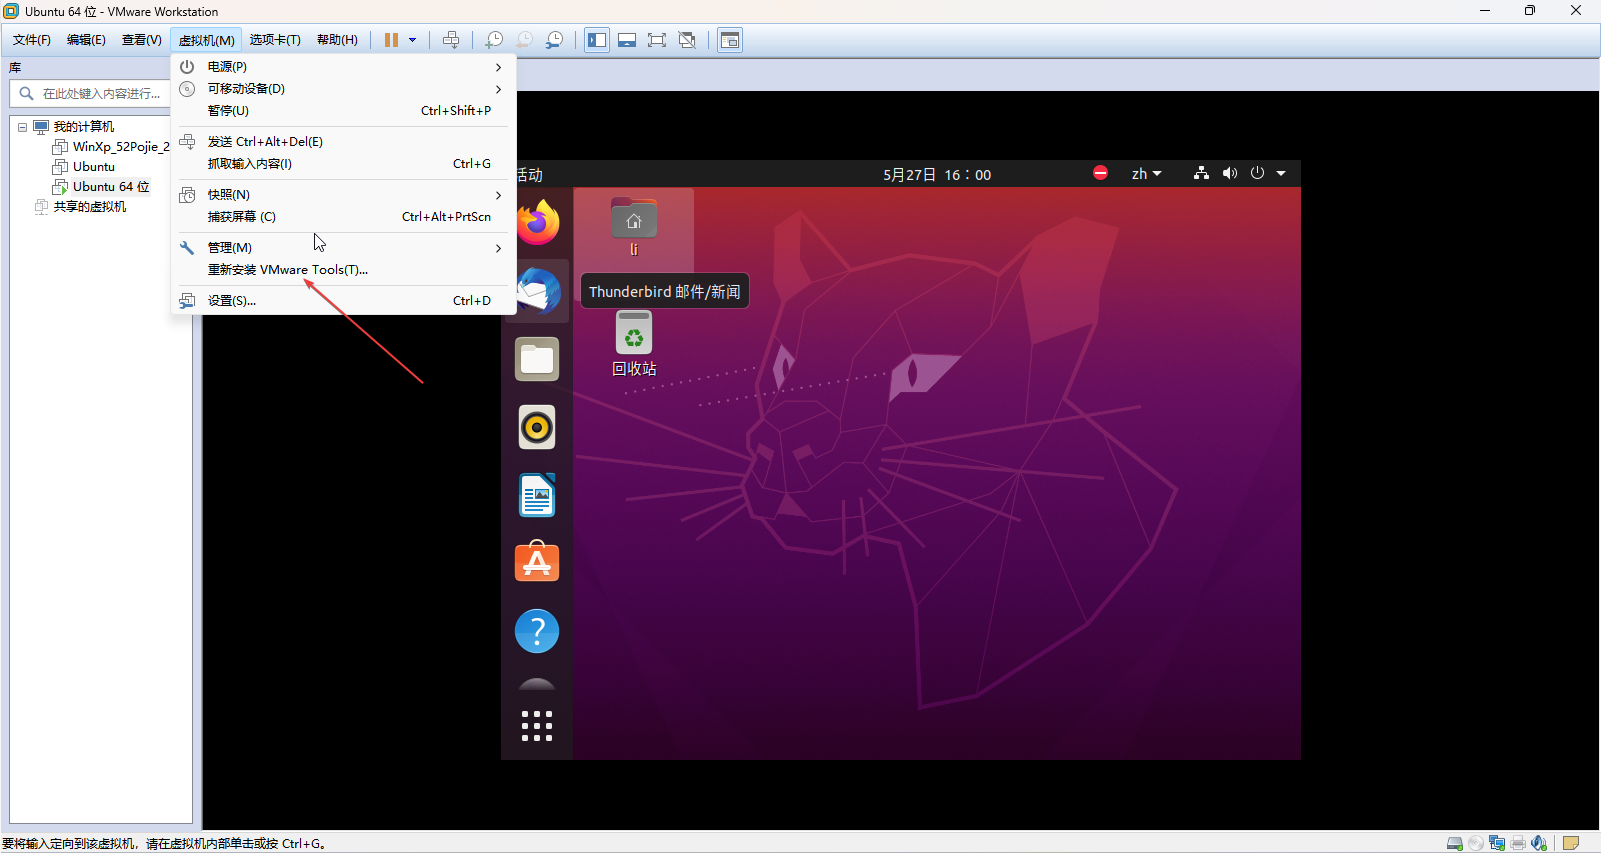 Ubuntu 64 位 - VMware Workstation
文件(F) 编辑(E) 查看(V) 虚拟机(M) 选项卡(T) 帮助(H)
库
在此处键入内容进行...
我的计算机
WinXp_52Pojie_2
Ubuntu
Ubuntu 64 位
共享的虚拟机
电源(P)
可移动设备(D)
暂停(U) Ctrl+Shift+P
发送 Ctrl+Alt+Del(E)
抓取输入内容(I) Ctrl+G
快照(N)
捕获屏幕 (C) Ctrl+Alt+PrtScn
管理(M)
重新安装 VMware Tools(T)...
设置(S)... Ctrl+D
活动 5月27日 16：00 zh
li
Thunderbird 邮件/新闻
回收站
要将输入定向到该虚拟机，请在虚拟机内部单击或按 Ctrl+G。